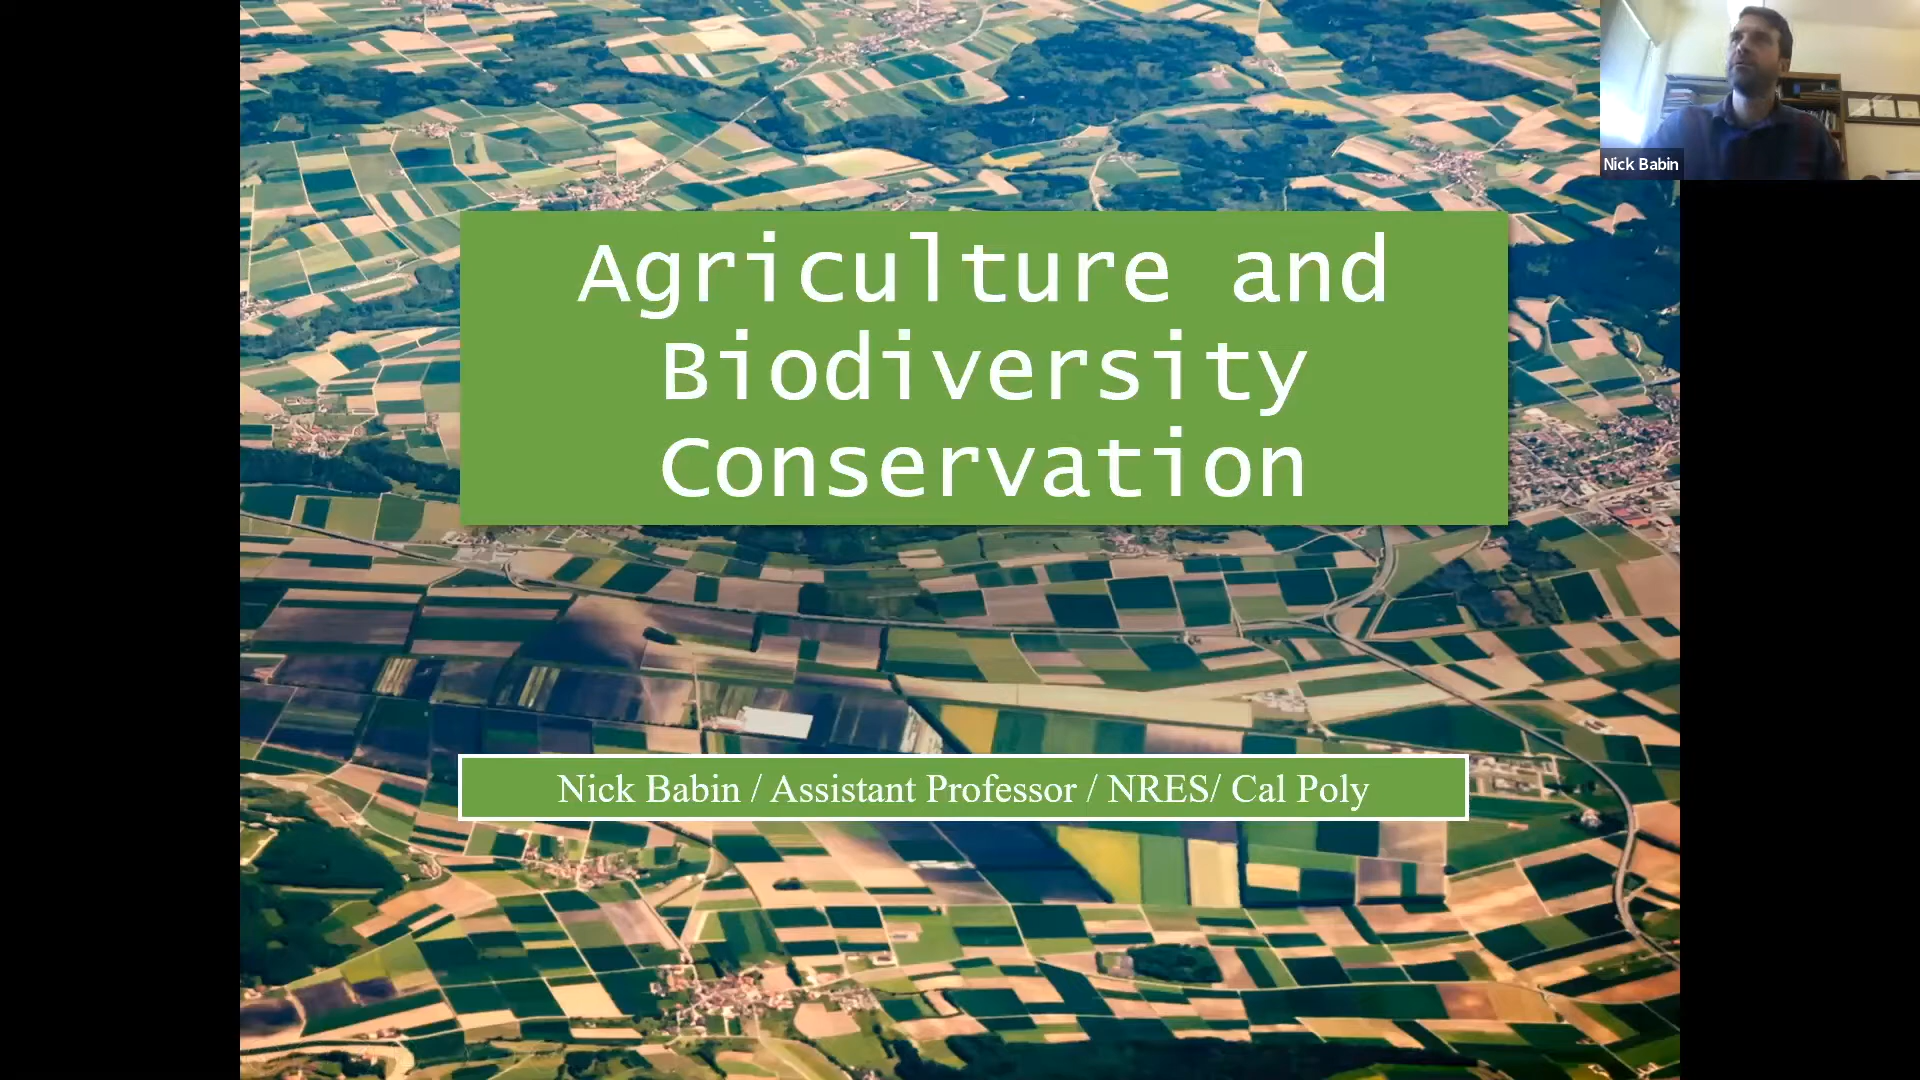 Agriculture and
Biodiversity
Conservation
Nick Babin / Assistant Professor / NRES/ Cal Poly
Nick Babin